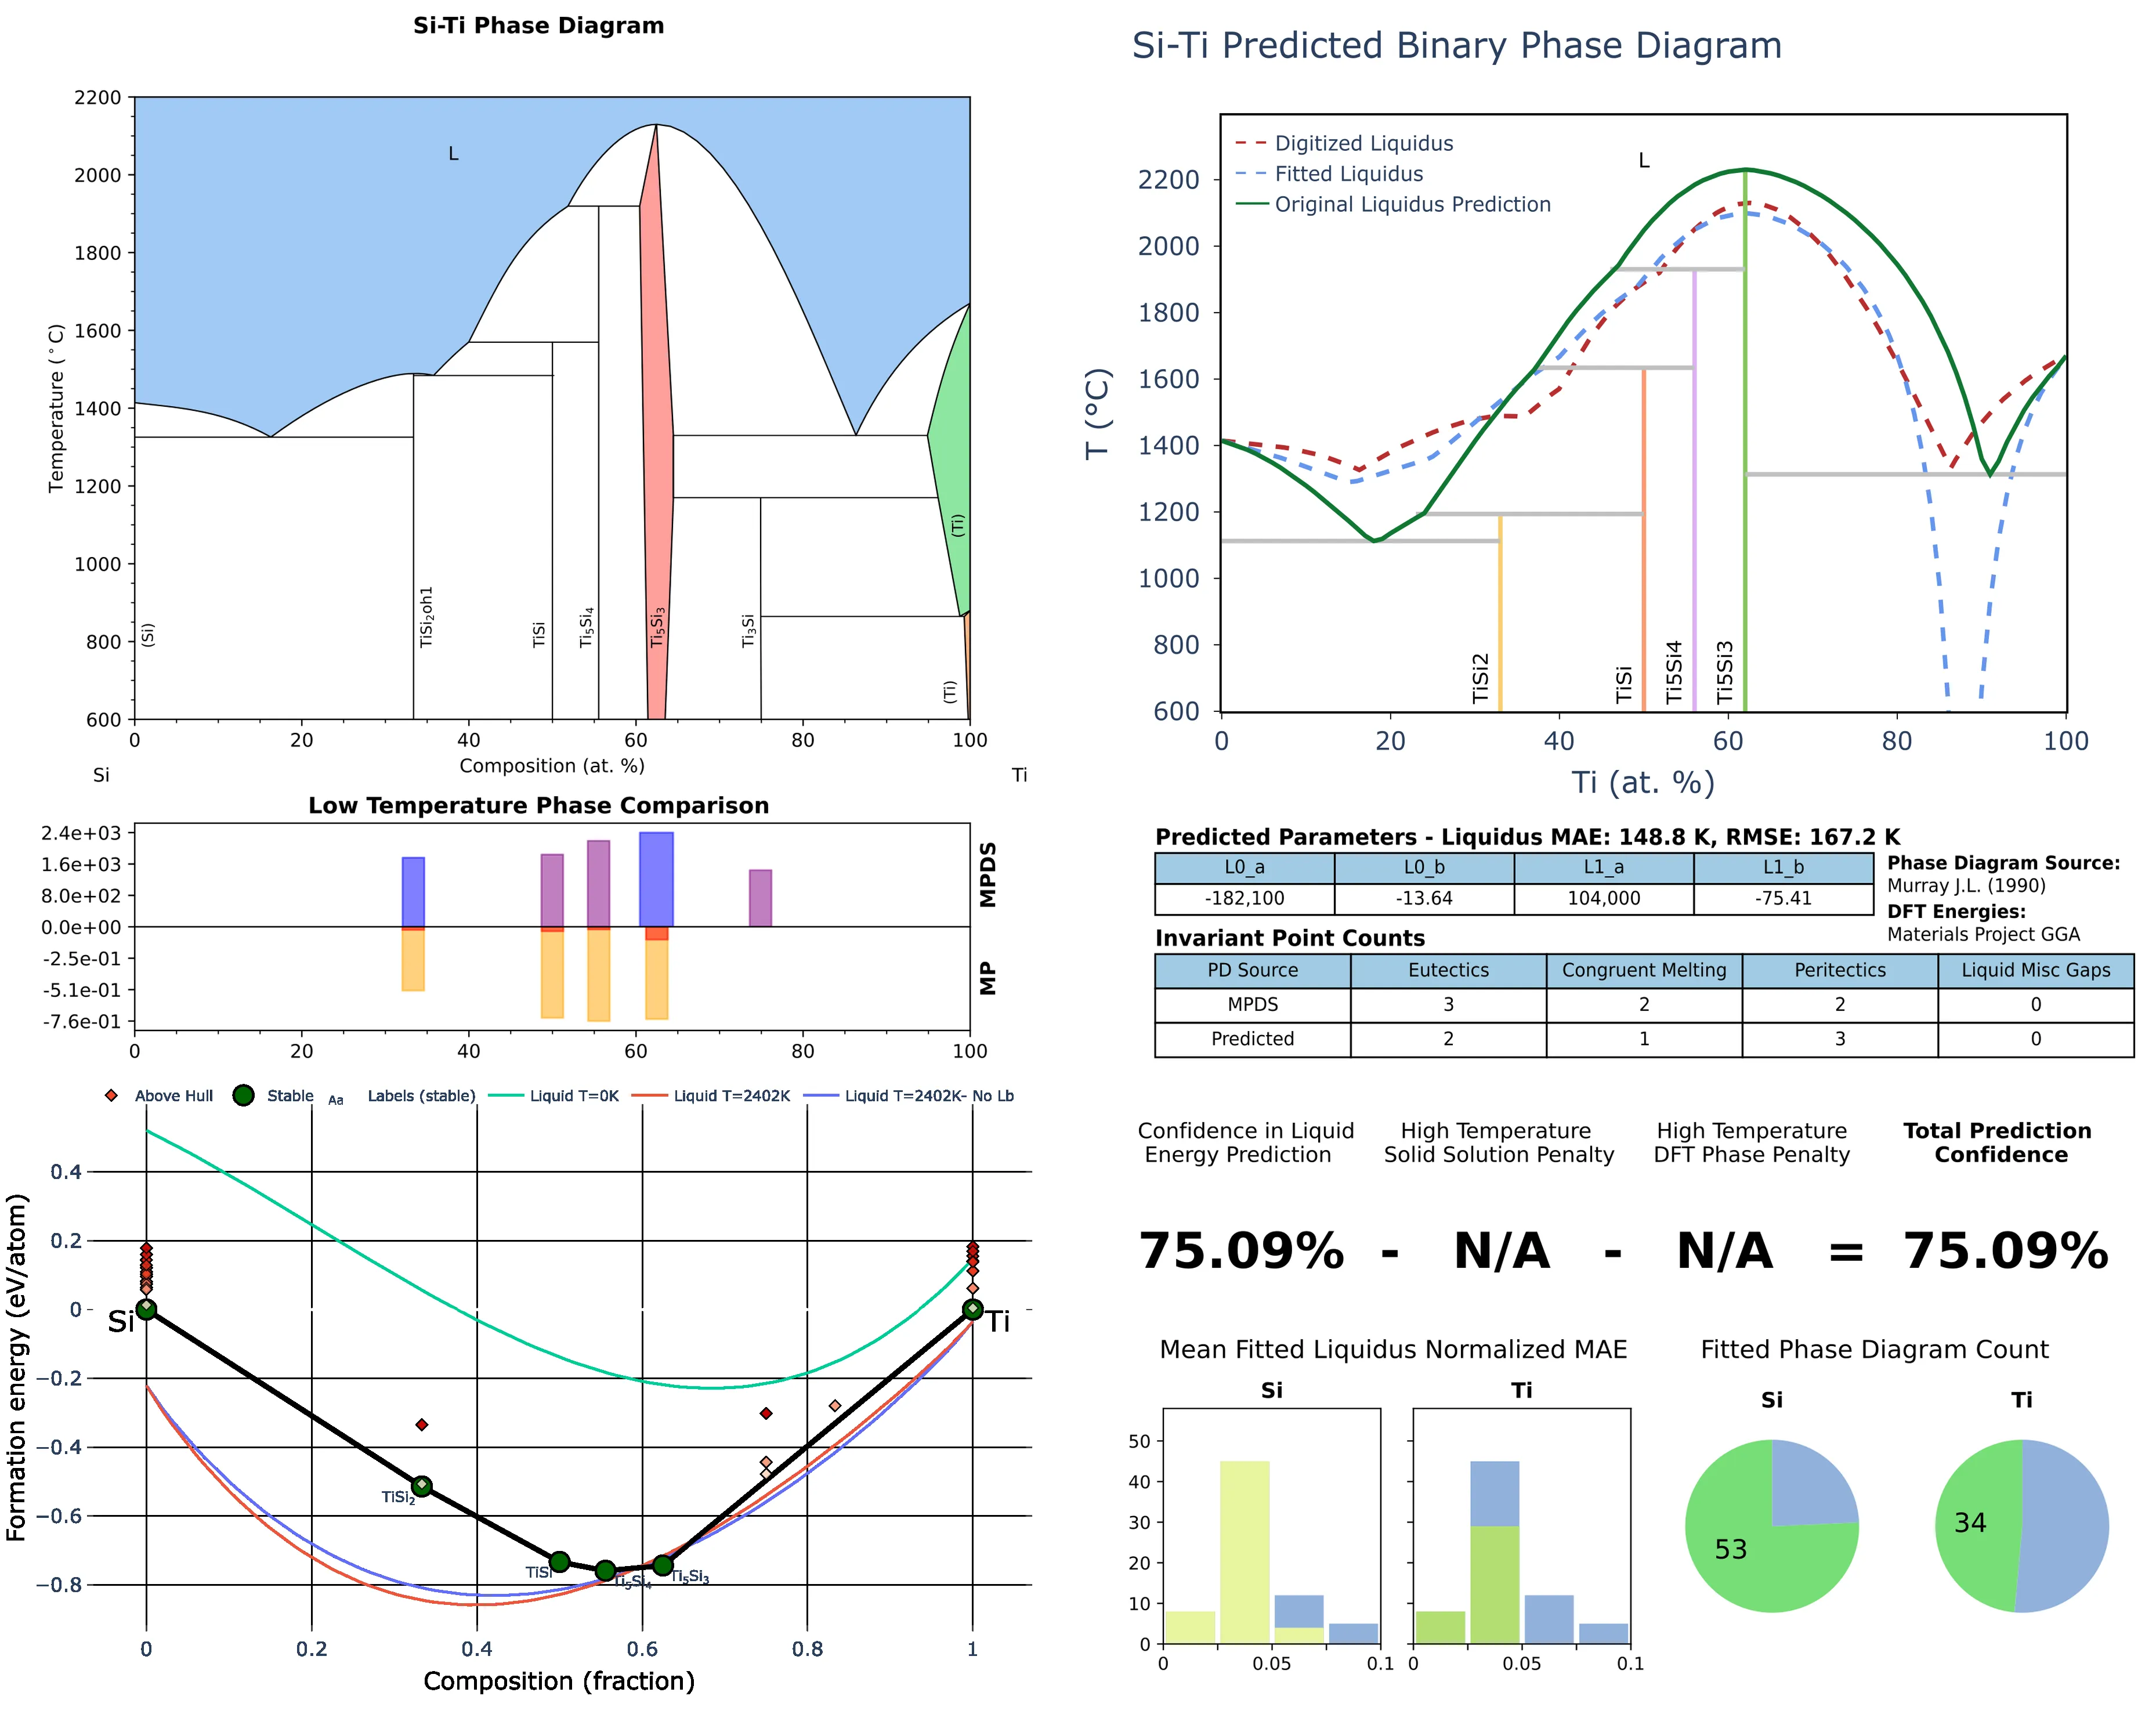 Si-Ti Phase Diagram
2200
2000
1800
1600
1400
1200
1000
800
600
Temperature (°C)
L
(Si)
TiSi₂oh1
TiSi
Ti₅Si₄
Ti₅Si₃
Ti₃Si
(Ti)
(Ti)
0 20 40 60 80 100
Composition (at. %)
Si Ti
Low Temperature Phase Comparison
2.4e+03
1.6e+03
8.0e+02
0.0e+00
-2.5e-01
-5.1e-01
-7.6e-01
MPDS
MP
0 20 40 60 80 100
Above Hull Stable Aa Labels (stable) Liquid T=0K Liquid T=2402K Liquid T=2402K- No Lb
0.4
0.2
0
−0.2
−0.4
−0.6
−0.8
Formation energy (eV/atom)
Si
Ti
TiSi₂
TiSi
Ti₅Si₄
Ti₅Si₃
0 0.2 0.4 0.6 0.8 1
Composition (fraction)
Si-Ti Predicted Binary Phase Diagram
Digitized Liquidus
Fitted Liquidus
Original Liquidus Prediction
L
2200
2000
1800
1600
1400
1200
1000
800
600
T (°C)
TiSi2
TiSi
Ti5Si4
Ti5Si3
0 20 40 60 80 100
Ti (at. %)
Predicted Parameters - Liquidus MAE: 148.8 K, RMSE: 167.2 K
L0_a L0_b L1_a L1_b
-182,100 -13.64 104,000 -75.41
Phase Diagram Source:
Murray J.L. (1990)
DFT Energies:
Materials Project GGA
Invariant Point Counts
PD Source Eutectics Congruent Melting Peritectics Liquid Misc Gaps
MPDS 3 2 2 0
Predicted 2 1 3 0
Confidence in Liquid
Energy Prediction
High Temperature
Solid Solution Penalty
High Temperature
DFT Phase Penalty
Total Prediction
Confidence
75.09% - N/A - N/A = 75.09%
Mean Fitted Liquidus Normalized MAE
Si Ti
50
40
30
20
10
0
0 0.05 0.1
0 0.05 0.1
Fitted Phase Diagram Count
Si Ti
53
34